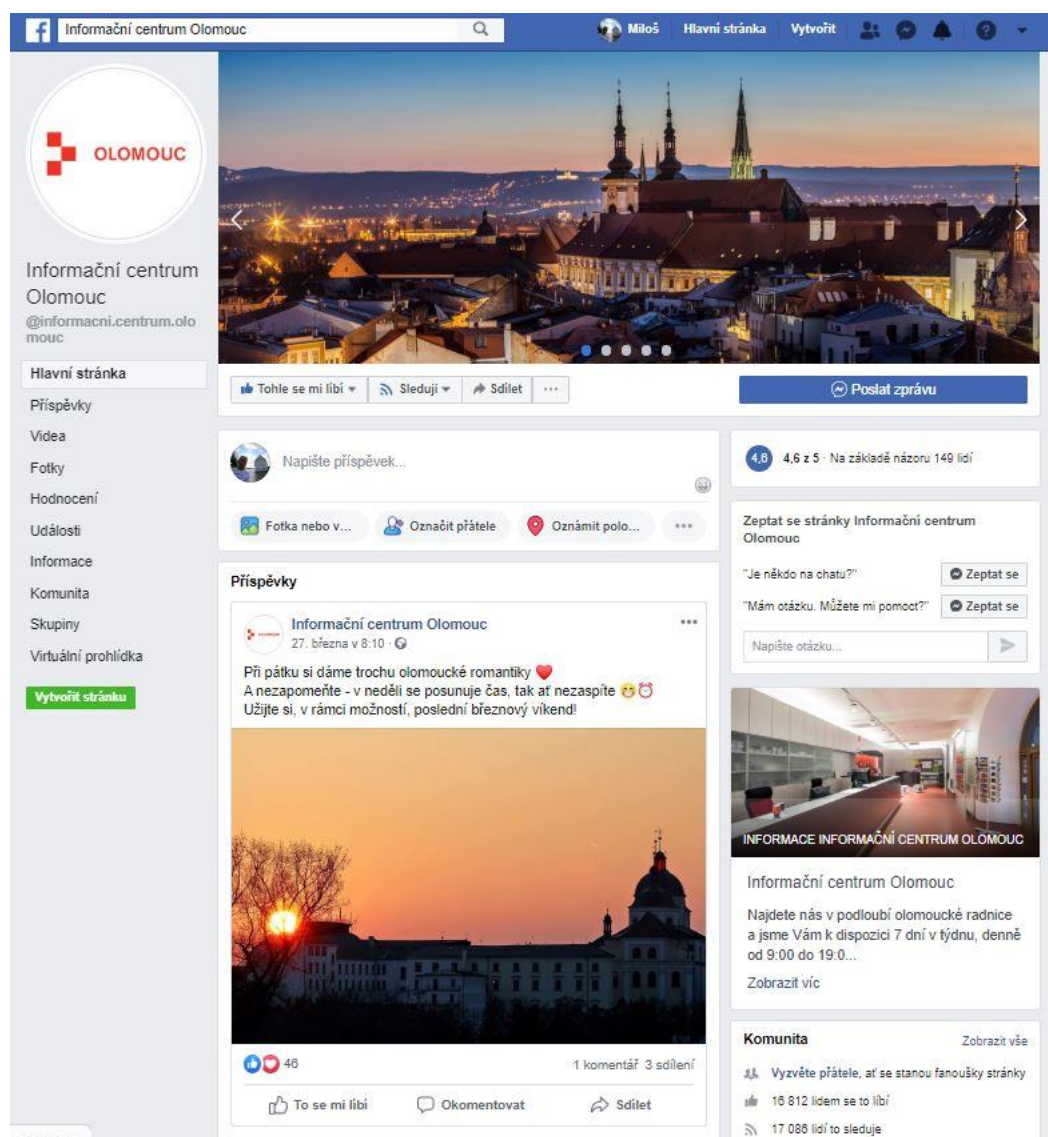 Informační centrum Olomouc
Miloš Hlavní stránka Vytvořit
OLOMOUC
Informační centrum
Olomouc
@informacni.centrum.olo
mouc
Hlavní stránka
Příspěvky
Videa
Fotky
Hodnocení
Události
Informace
Komunita
Skupiny
Virtuální prohlídka
Vytvořit stránku
Tohle se mi líbí Sleduji Sdílet ...
Poslat zprávu
Napište příspěvek...
Fotka nebo v... Označit přátele Oznámit polo...
Příspěvky
OLOMOUC
Informační centrum Olomouc
27. března v 8:10 ·
Při pátku si dáme trochu olomoucké romantiky ❤️
A nezapomeňte - v neděli se posunuje čas, tak ať nezaspíte 😁⏰
Užijte si, v rámci možností, poslední březnový víkend!
46 1 komentář 3 sdílení
To se mi líbí Okomentovat Sdílet
4,6 4,6 z 5 · Na základě názoru 149 lidí
Zeptat se stránky Informační centrum
Olomouc
"Je někdo na chatu?" Zeptat se
"Mám otázku. Můžete mi pomoct?" Zeptat se
Napište otázku...
INFORMACE INFORMAČNÍ CENTRUM OLOMOUC
Informační centrum Olomouc
Najdete nás v podloubí olomoucké radnice
a jsme Vám k dispozici 7 dní v týdnu, denně
od 9:00 do 19:0...
Zobrazit víc
Komunita Zobrazit vše
Vyzvěte přátele, ať se stanou fanoušky stránky
16 812 lidem se to líbí
17 086 lidí to sleduje